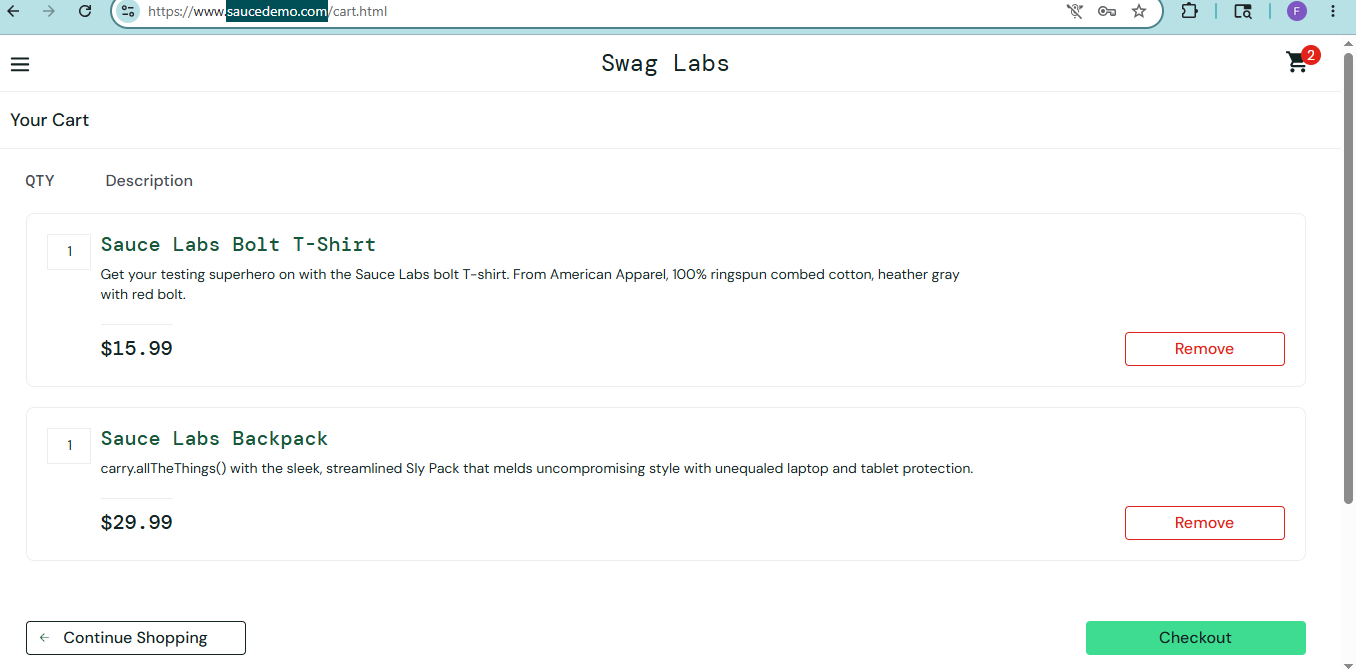 https://www.saucedemo.com/cart.html
F
Swag Labs
2
Your Cart
QTY Description
1
Sauce Labs Bolt T-Shirt
Get your testing superhero on with the Sauce Labs bolt T-shirt. From American Apparel, 100% ringspun combed cotton, heather gray
with red bolt.
$15.99
Remove
1
Sauce Labs Backpack
carry.allTheThings() with the sleek, streamlined Sly Pack that melds uncompromising style with unequaled laptop and tablet protection.
$29.99
Remove
Continue Shopping
Checkout